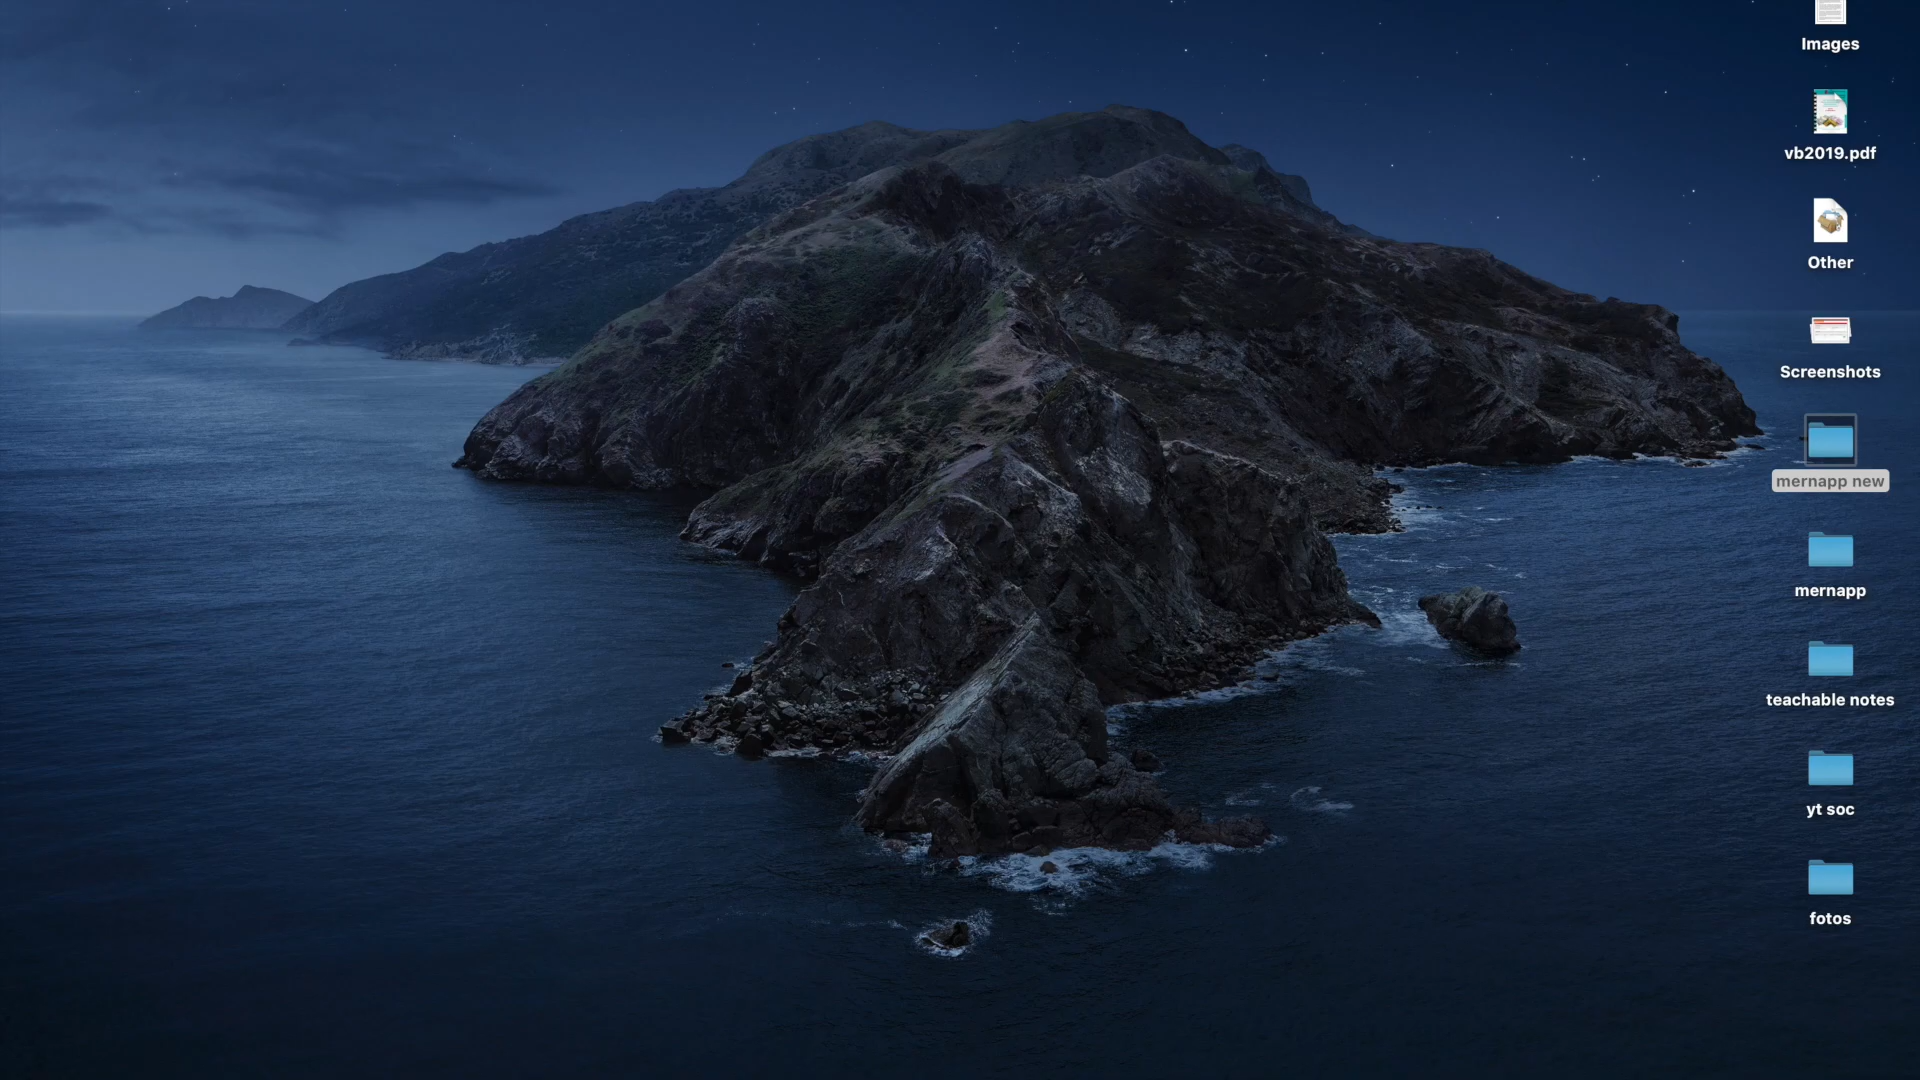 Images
vb2019.pdf
Other
Screenshots
mernapp new
mernapp
teachable notes
yt soc
fotos